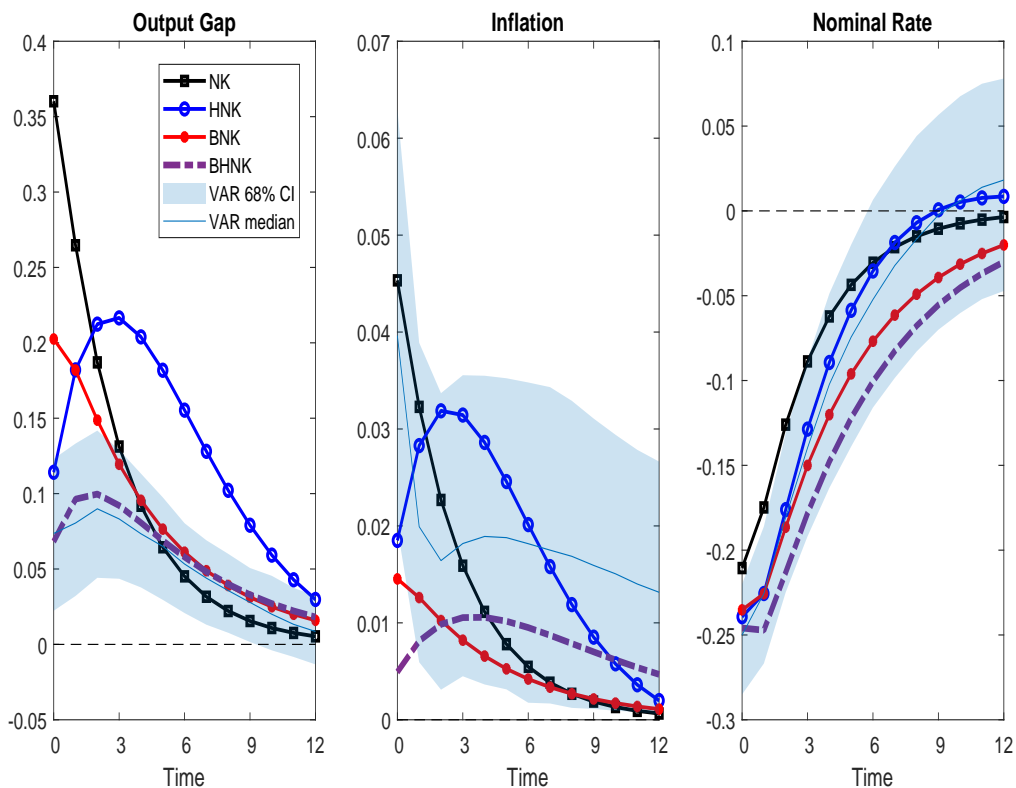 Output Gap
0.4
0.35
0.3
0.25
0.2
0.15
0.1
0.05
0
-0.05
0 3 6 9 12
Time
NK
HNK
BNK
BHNK
VAR 68% CI
VAR median
Inflation
0.07
0.06
0.05
0.04
0.03
0.02
0.01
0
0 3 6 9 12
Time
Nominal Rate
0.1
0.05
0
-0.05
-0.1
-0.15
-0.2
-0.25
-0.3
0 3 6 9 12
Time